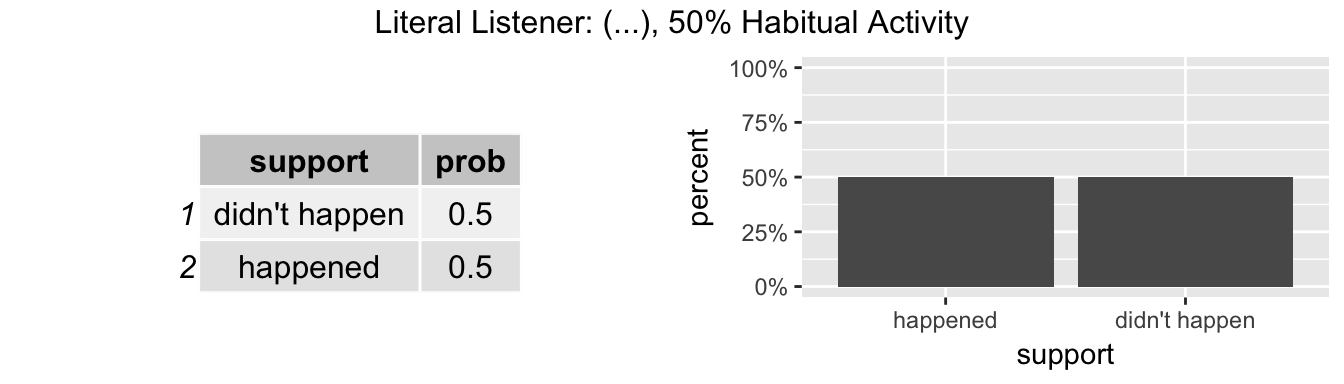 Literal Listener: (...), 50% Habitual Activity
support prob
1 didn't happen 0.5
2 happened 0.5
percent
100%
75%
50%
25%
0%
happened didn't happen
support